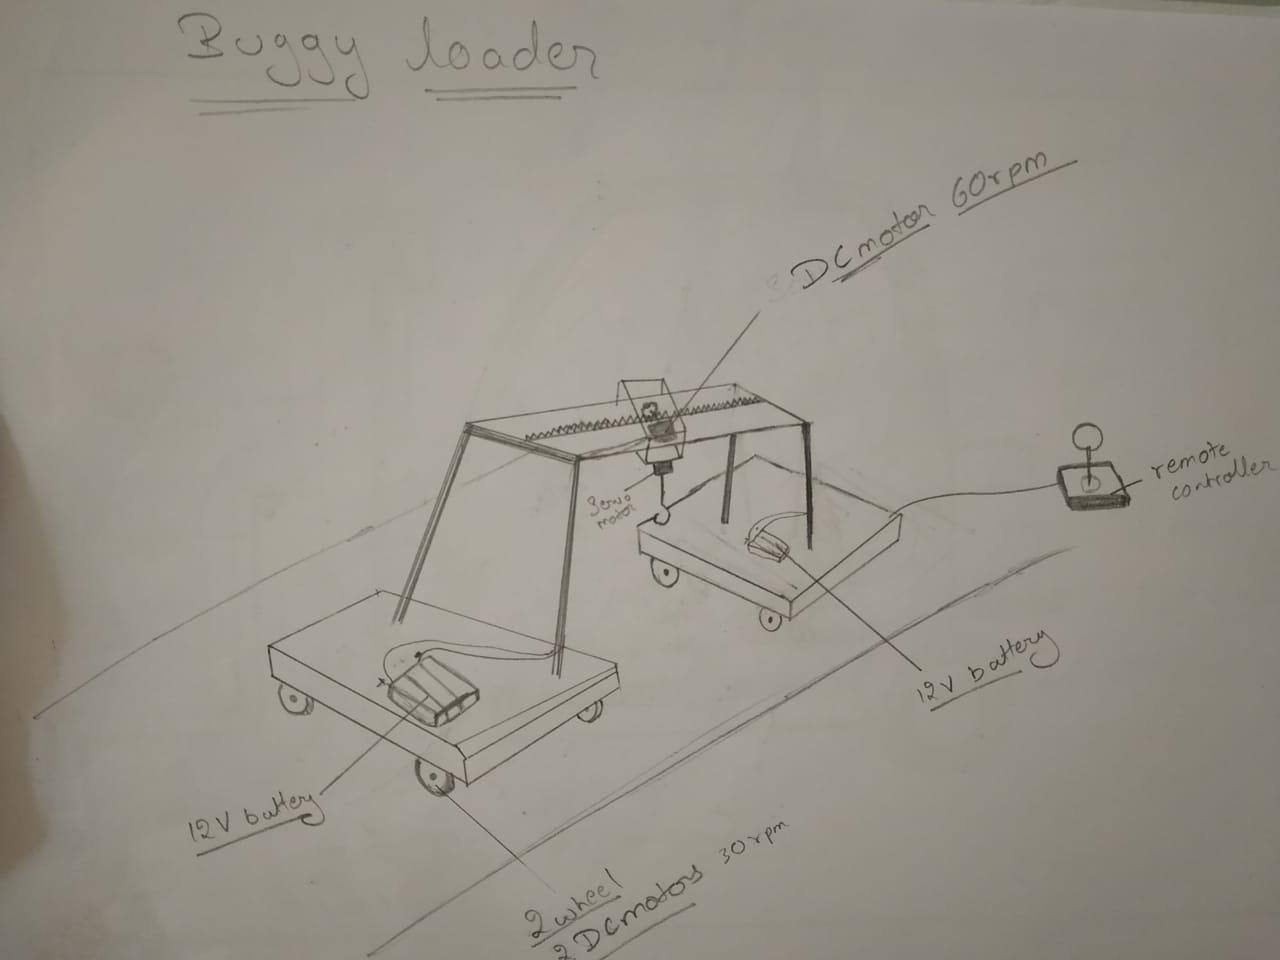 Buggy loader
DC motor 60rpm
Servo
motor
remote
controller
12V battery
12V battery
2 wheel
2 DC motors 30rpm